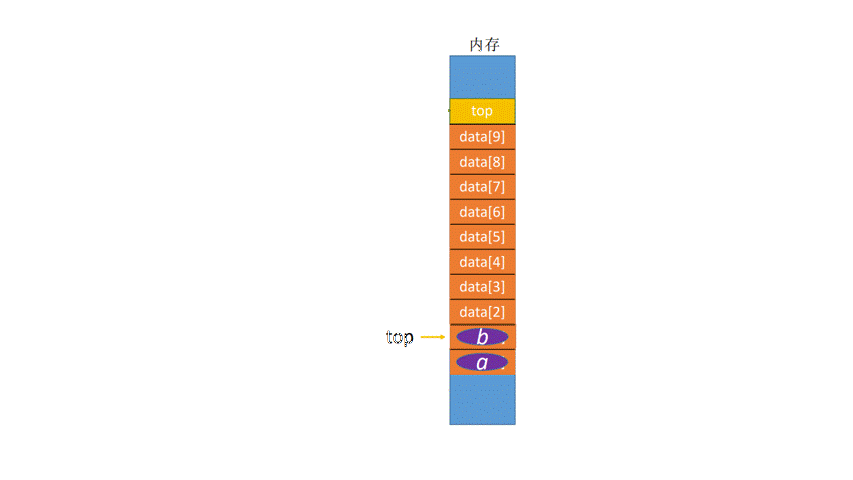 内存
top
data[9]
data[8]
data[7]
data[6]
data[5]
data[4]
data[3]
data[2]
top b
a